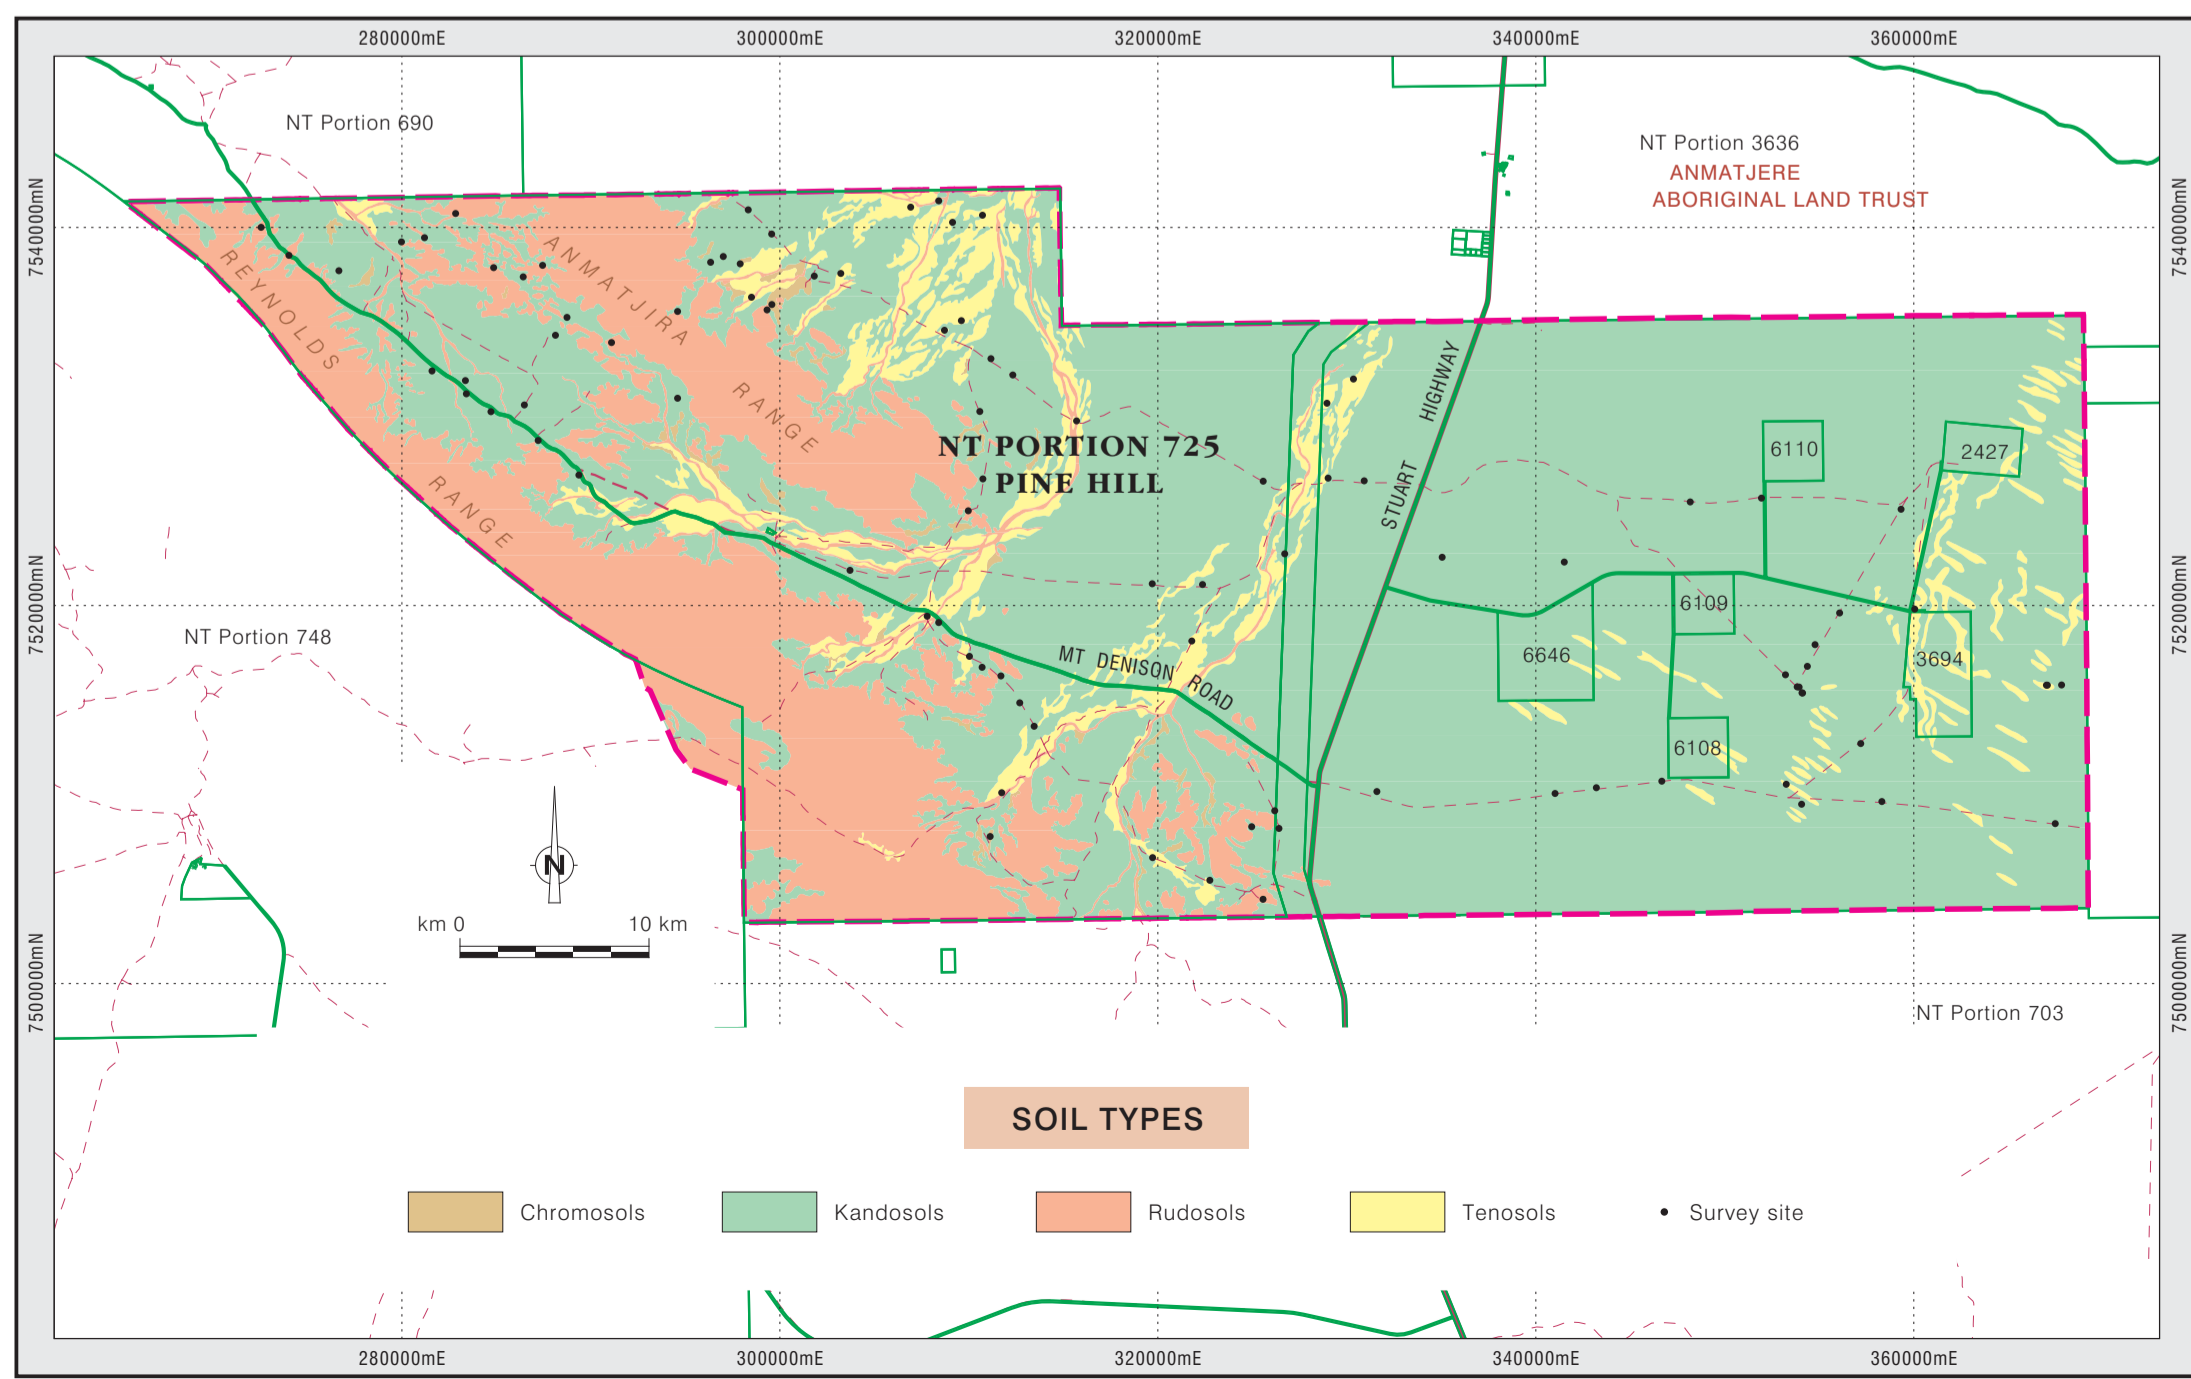 280000mE 300000mE 320000mE 340000mE 360000mE
NT Portion 690
NT Portion 3636
ANMATJERE
ABORIGINAL LAND TRUST
7540000mN
7540000mN
REYNOLDS
RANGE
ANMATJIRA
RANGE
STUART HIGHWAY
NT PORTION 725
PINE HILL
6110
2427
7520000mN
7520000mN
6109
6646
3694
6108
MT DENISON ROAD
NT Portion 748
N
km 0 10 km
7500000mN
7500000mN
NT Portion 703
SOIL TYPES
Chromosols Kandosols Rudosols Tenosols Survey site
280000mE 300000mE 320000mE 340000mE 360000mE